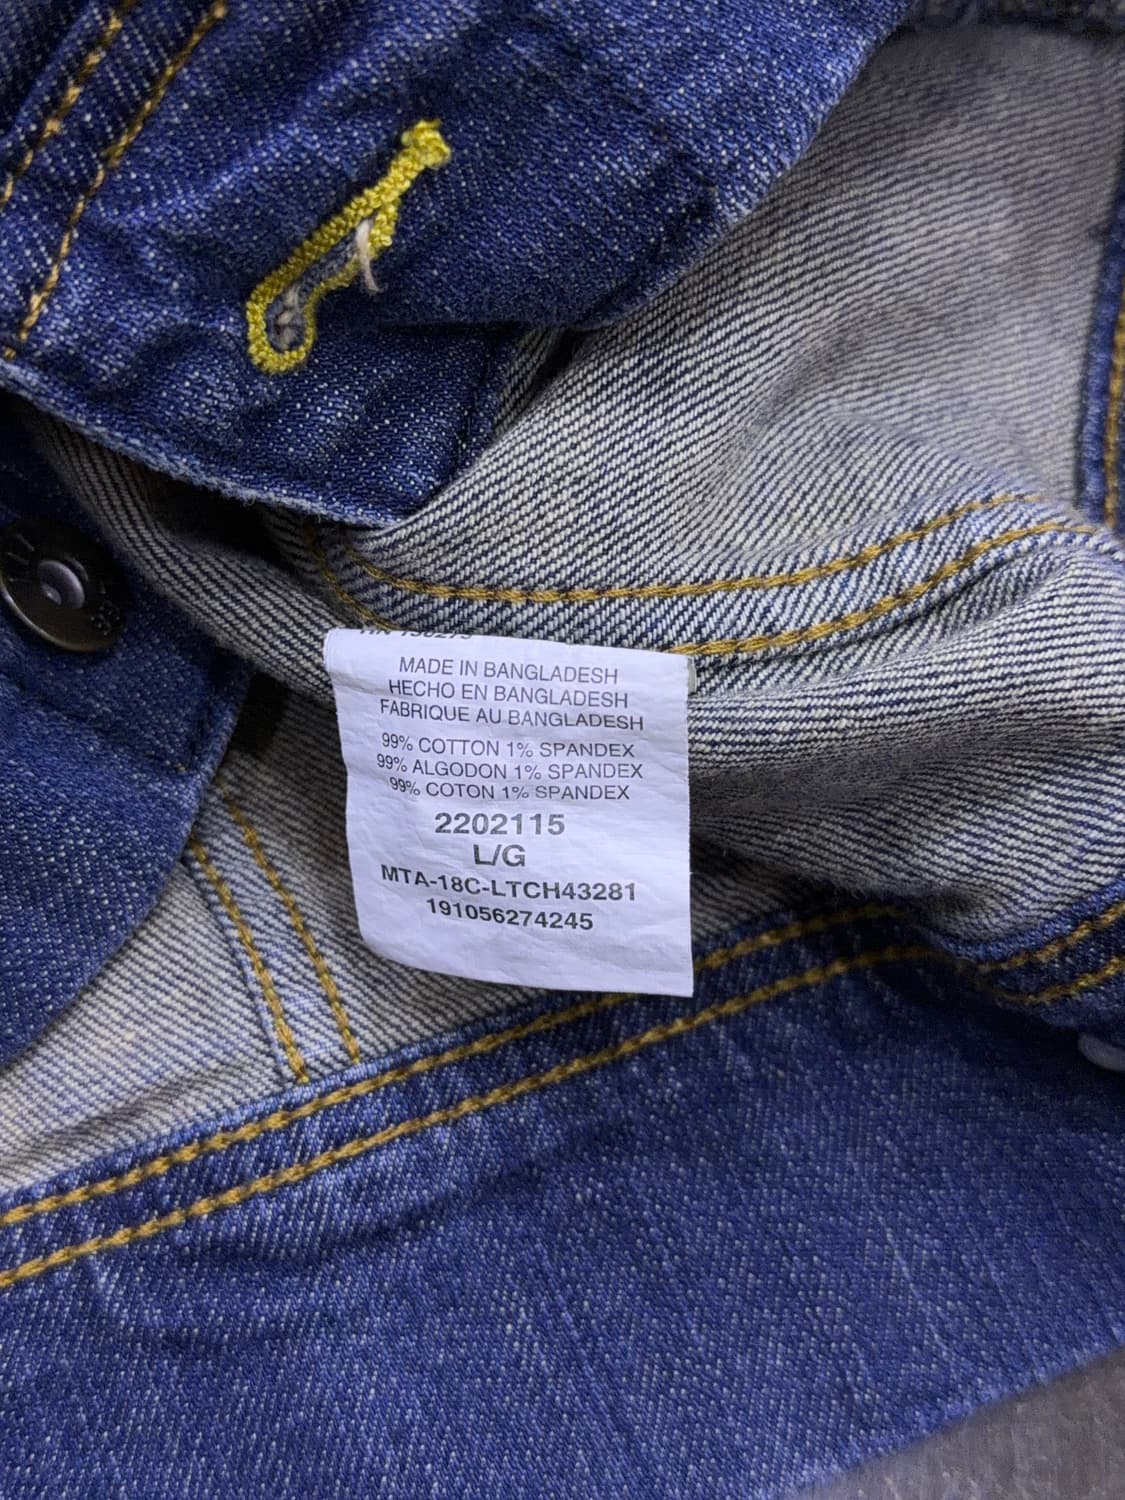 MADE IN BANGLADESH
HECHO EN BANGLADESH
FABRIQUE AU BANGLADESH
99% COTTON 1% SPANDEX
99% ALGODON 1% SPANDEX
99% COTON 1% SPANDEX
2202115
L/G
MTA-18C-LTCH43281
191056274245